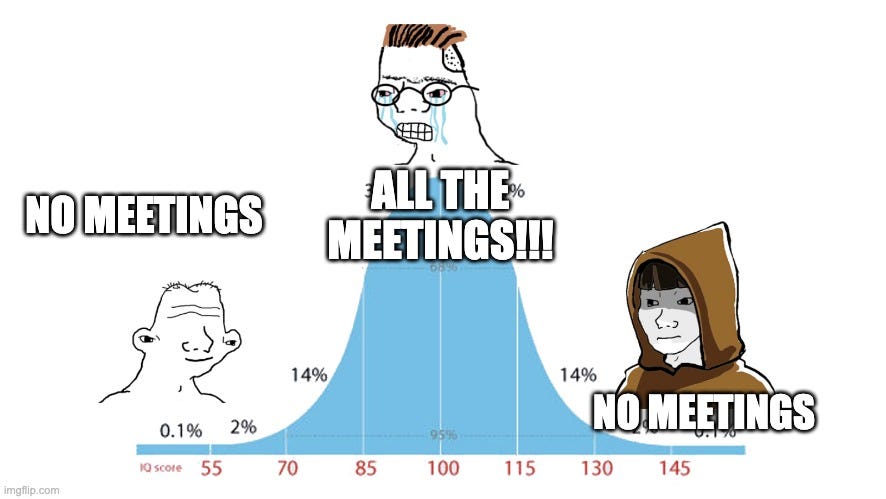 ALL THE
MEETINGS!!!
NO MEETINGS
NO MEETINGS
68%
14%
14%
0.1%
2%
95%
IQ score
55
70
85
100
115
130
145
imgflip.com